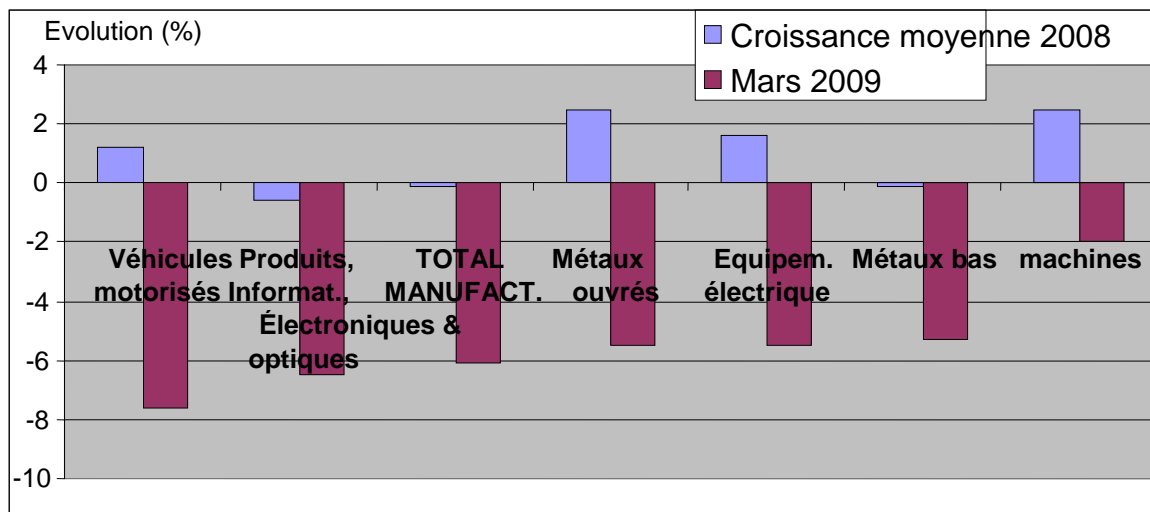 Evolution (%)
Croissance moyenne 2008
Mars 2009
4
2
0
-2
-4
-6
-8
-10
Véhicules motorisés
Produits, Informat., Électroniques & optiques
TOTAL MANUFACT.
Métaux ouvrés
Equipem. électrique
Métaux bas
machines